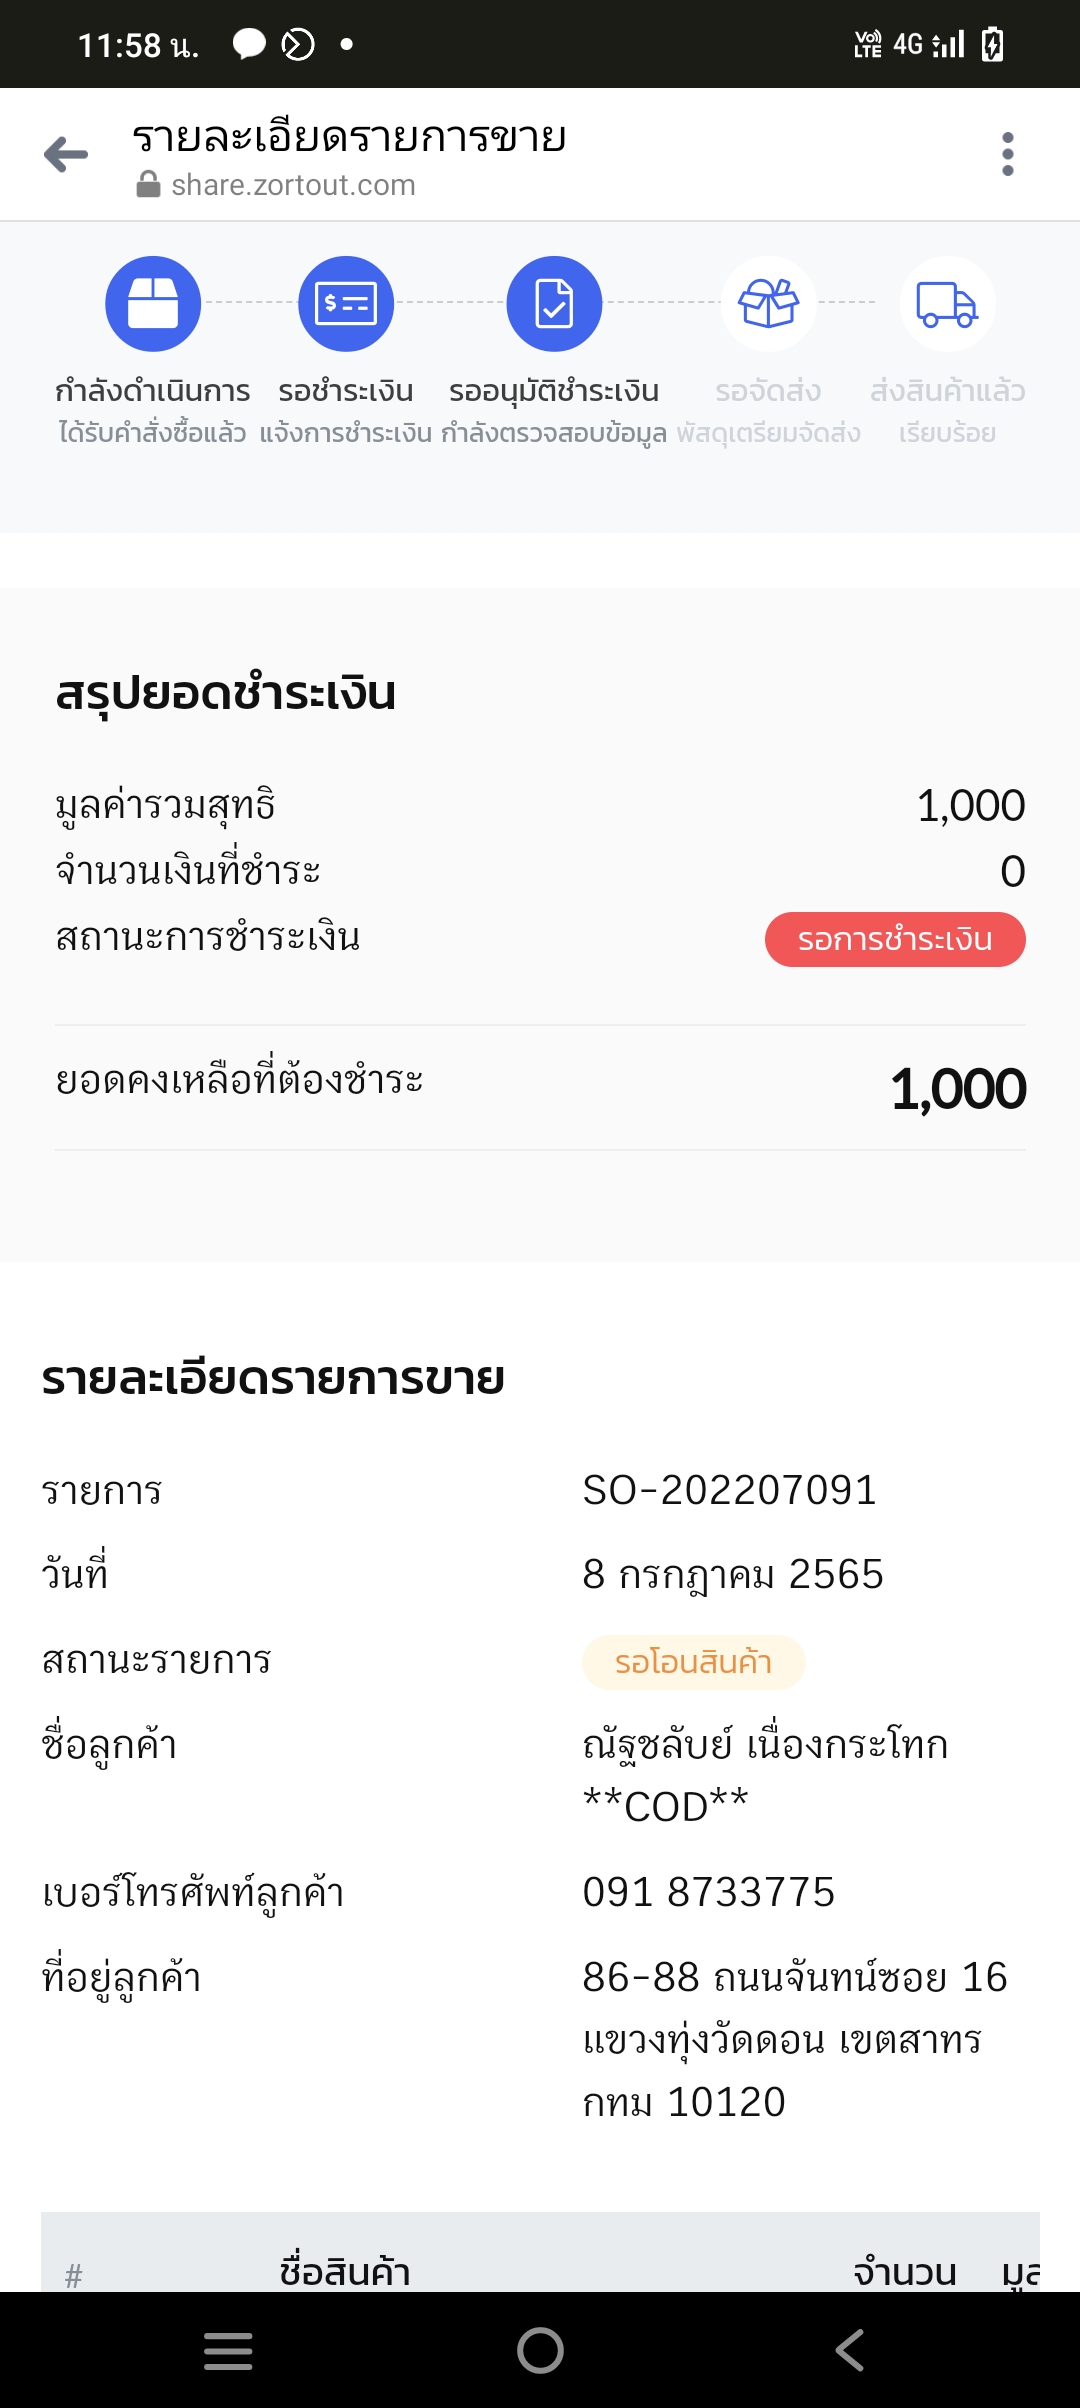 11:58 น.
VoLTE 4G
รายละเอียดรายการขาย
share.zortout.com
กำลังดำเนินการ รอชำระเงิน รออนุมัติชำระเงิน รอจัดส่ง ส่งสินค้าแล้ว
ได้รับคำสั่งซื้อแล้ว แจ้งการชำระเงิน กำลังตรวจสอบข้อมูล พัสดุเตรียมจัดส่ง เรียบร้อย
สรุปยอดชำระเงิน
มูลค่ารวมสุทธิ 1,000
จำนวนเงินที่ชำระ 0
สถานะการชำระเงิน รอการชำระเงิน
ยอดคงเหลือที่ต้องชำระ 1,000
รายละเอียดรายการขาย
รายการ SO-202207091
วันที่ 8 กรกฎาคม 2565
สถานะรายการ รอโอนสินค้า
ชื่อลูกค้า ณัฐชลับย์ เนื่องกระโทก
**COD**
เบอร์โทรศัพท์ลูกค้า 091 8733775
ที่อยู่ลูกค้า 86-88 ถนนจันทน์ซอย 16
แขวงทุ่งวัดดอน เขตสาทร
กทม 10120
# ชื่อสินค้า จำนวน